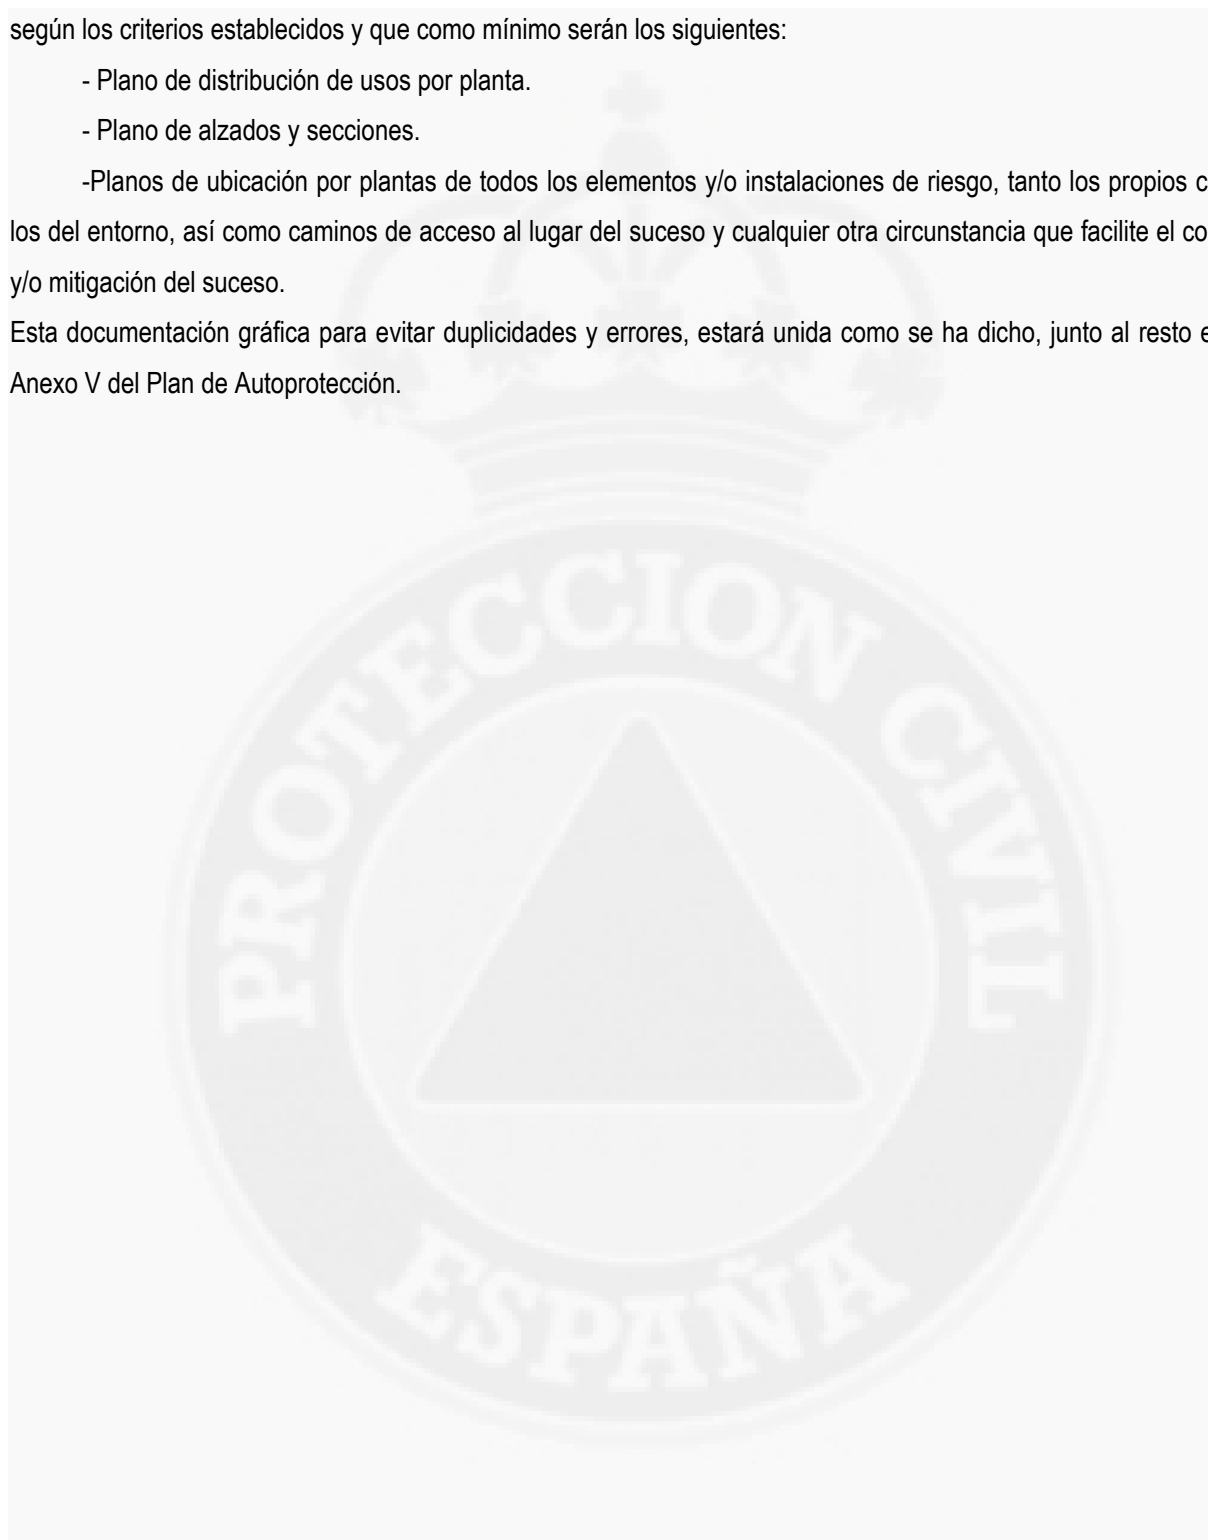 según los criterios establecidos y que como mínimo serán los siguientes:
- Plano de distribución de usos por planta.
- Plano de alzados y secciones.
-Planos de ubicación por plantas de todos los elementos y/o instalaciones de riesgo, tanto los propios
los del entorno, así como caminos de acceso al lugar del suceso y cualquier otra circunstancia que facilite el
y/o mitigación del suceso.
Esta documentación gráfica para evitar duplicidades y errores, estará unida como se ha dicho, junto al resto
Anexo V del Plan de Autoprotección.
PROTECCION CIVIL
ESPAÑA